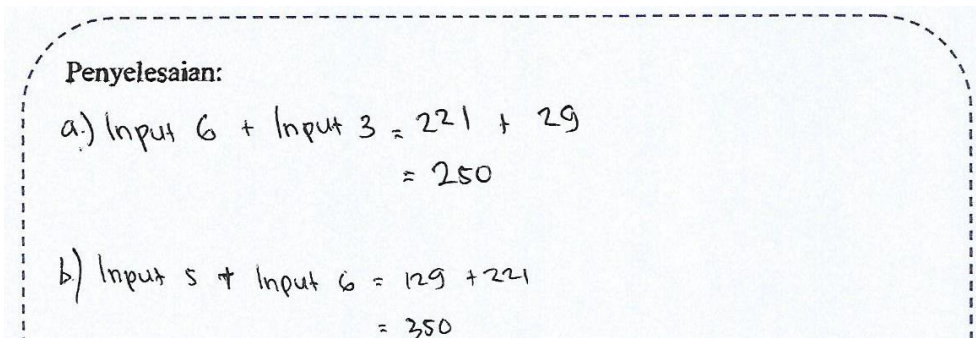 Penyelesaian:
a.) Input 6 + Input 3 = 221 + 29
= 250
b.) Input 5 + Input 6 = 129 + 221
= 350